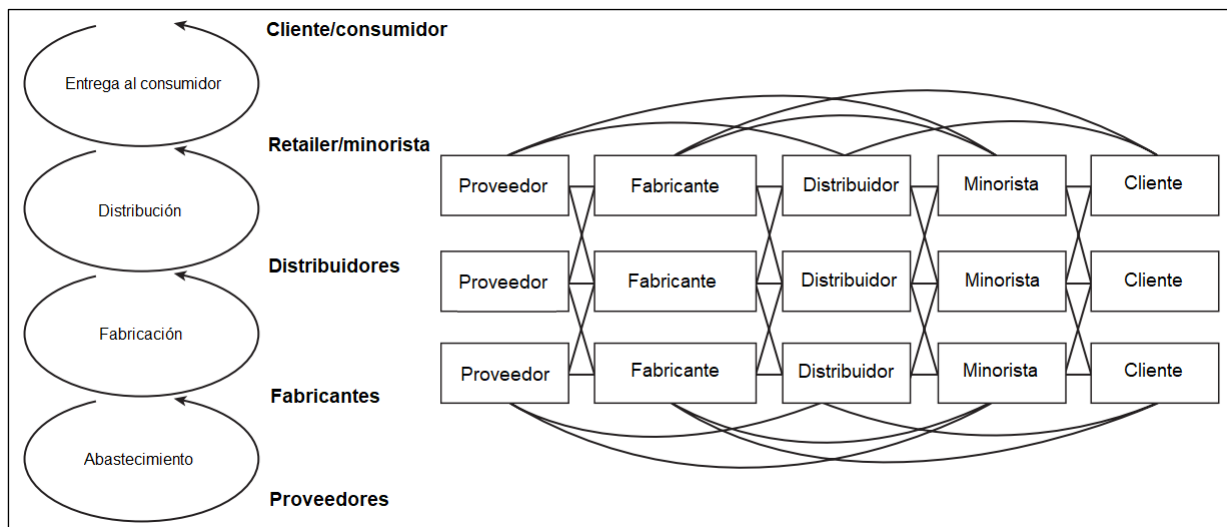 Cliente/consumidor
Entrega al consumidor
Retailer/minorista
Distribución
Distribuidores
Fabricación
Fabricantes
Abastecimiento
Proveedores
Proveedor
Fabricante
Distribuidor
Minorista
Cliente
Proveedor
Fabricante
Distribuidor
Minorista
Cliente
Proveedor
Fabricante
Distribuidor
Minorista
Cliente